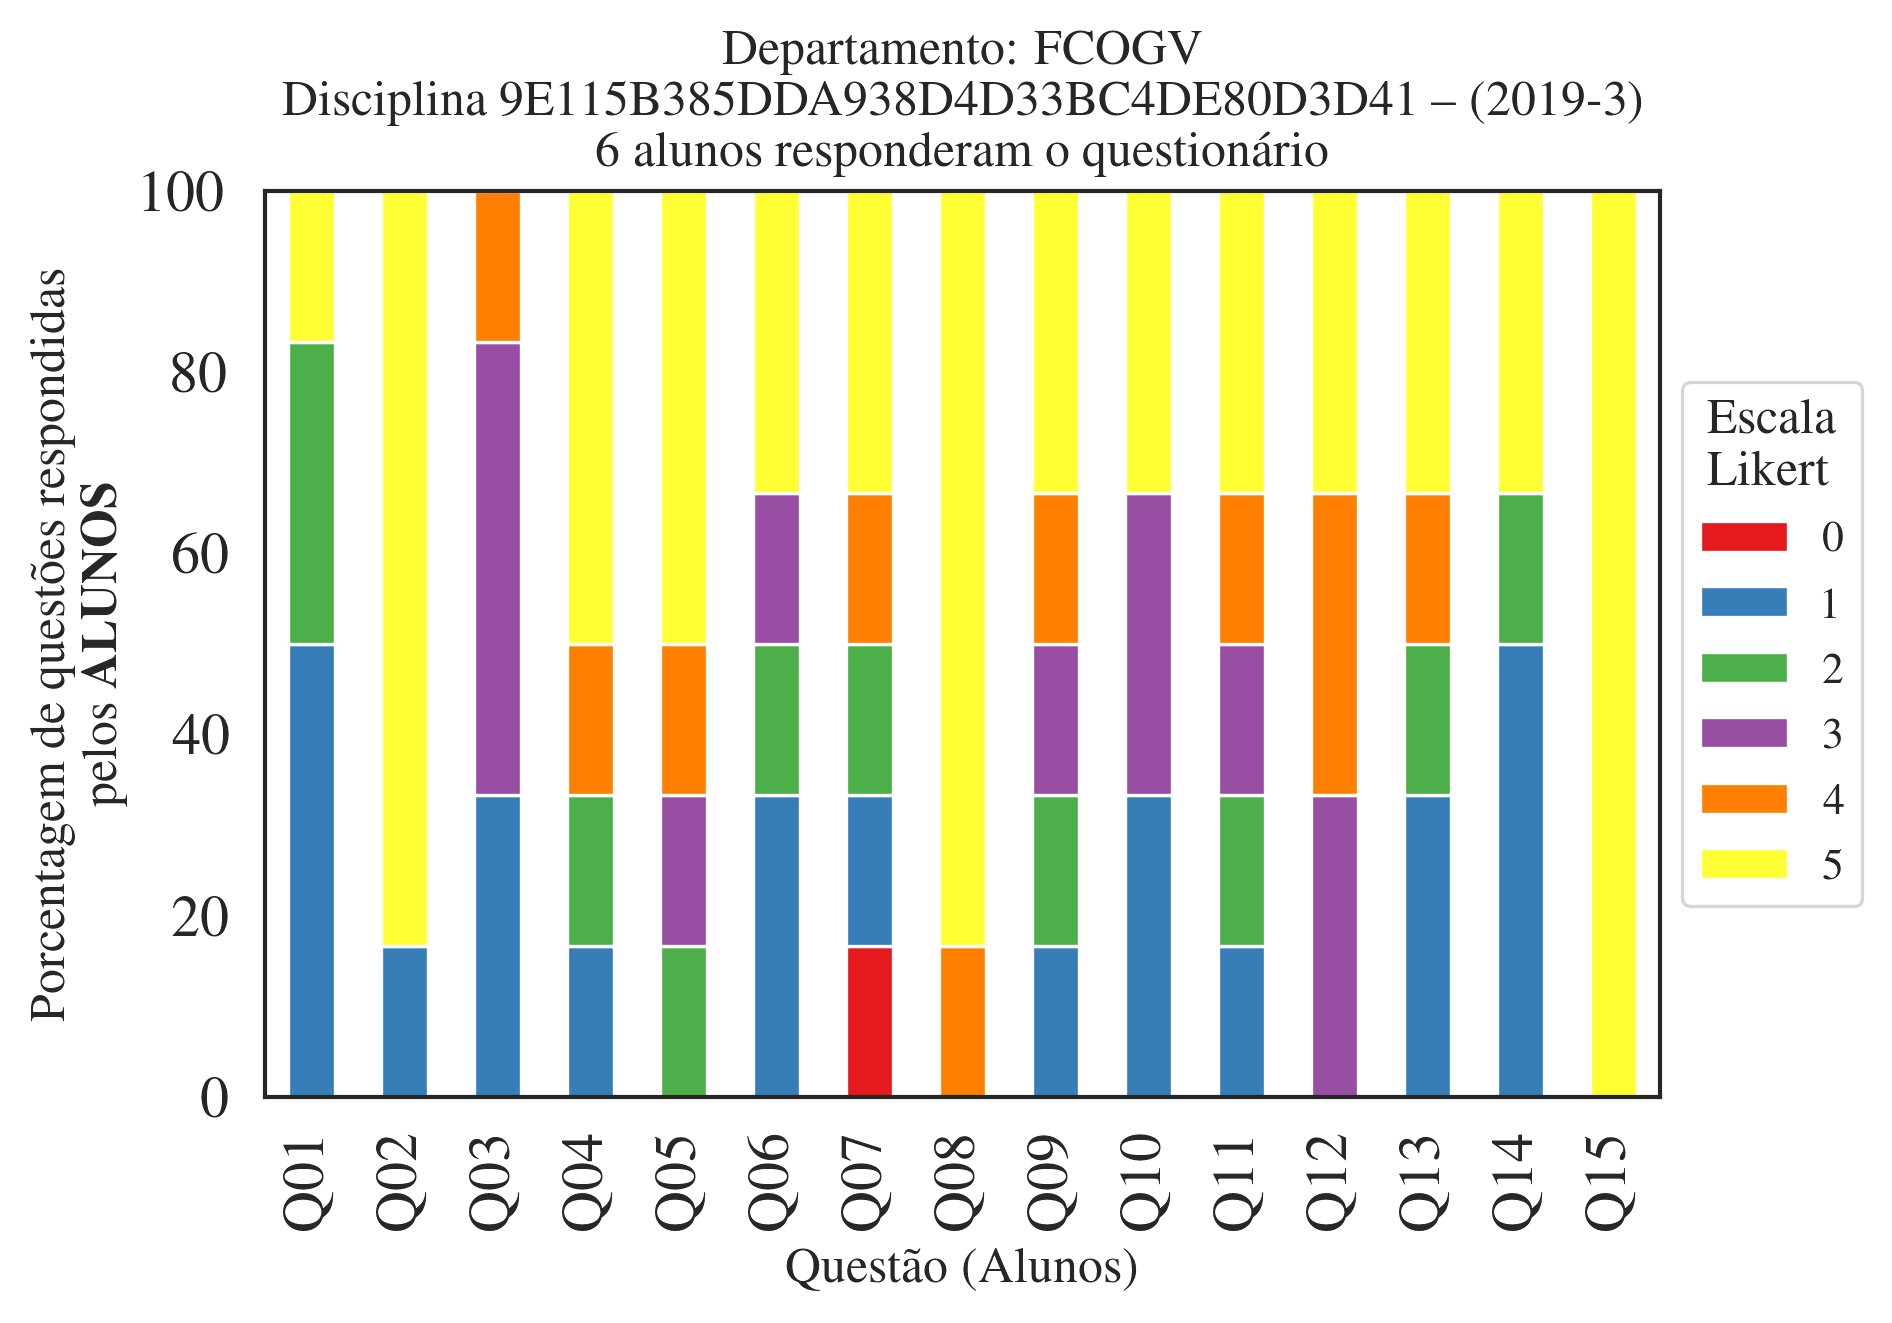 Departamento: FCOGV
Disciplina 9E115B385DDA938D4D33BC4DE80D3D41 – (2019-3)
6 alunos responderam o questionário
Porcentagem de questões respondidas
pelos ALUNOS
100
80
60
40
20
0
Q01
Q02
Q03
Q04
Q05
Q06
Q07
Q08
Q09
Q10
Q11
Q12
Q13
Q14
Q15
Questão (Alunos)
Escala
Likert
0
1
2
3
4
5